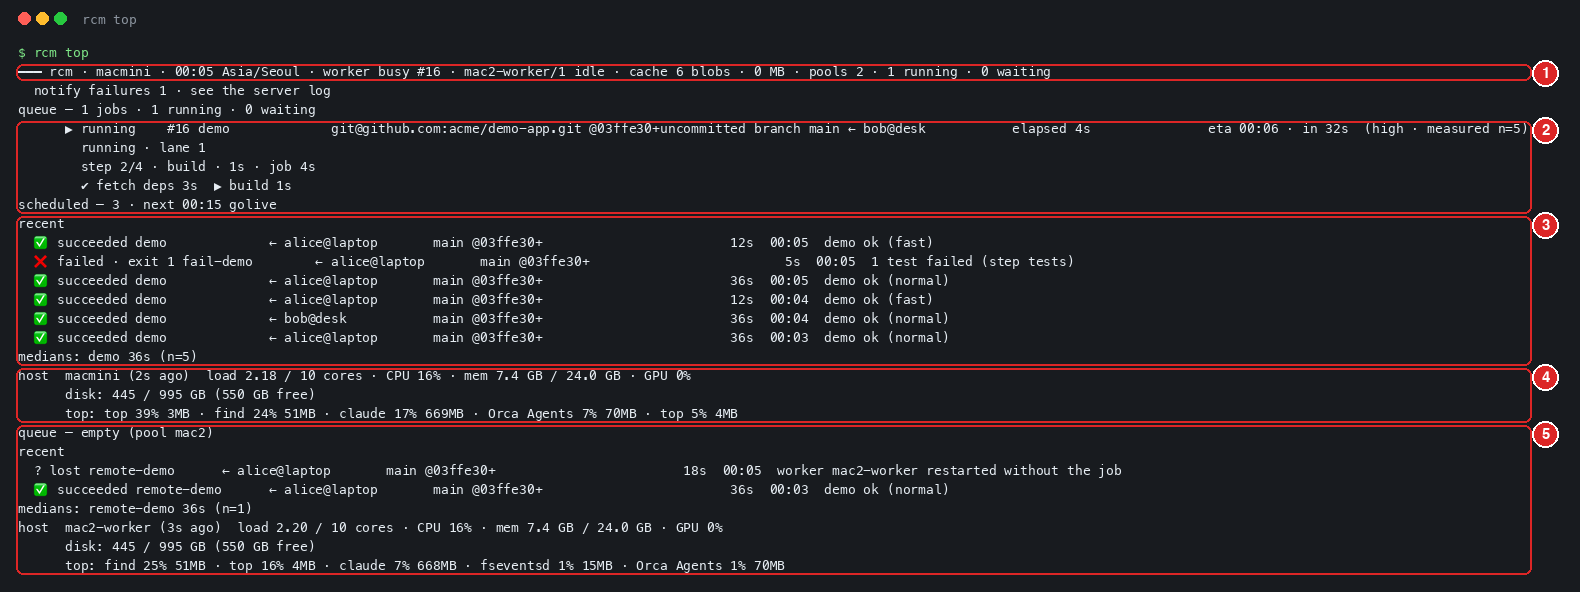 rcm top
$ rcm top
━━━ rcm · macmini · 00:05 Asia/Seoul · worker busy #16 · mac2-worker/1 idle · cache 6 blobs · 0 MB · pools 2 · 1 running · 0 waiting
1
notify failures 1 · see the server log
queue — 1 jobs · 1 running · 0 waiting
▶ running #16 demo git@github.com:acme/demo-app.git @03ffe30+uncommitted branch main ← bob@desk elapsed 4s eta 00:06 · in 32s (high · measured n=5)
2
running · lane 1
step 2/4 · build · 1s · job 4s
✔ fetch deps 3s ▶ build 1s
scheduled — 3 · next 00:15 golive
recent
3
✅ succeeded demo ← alice@laptop main @03ffe30+ 12s 00:05 demo ok (fast)
❌ failed · exit 1 fail-demo ← alice@laptop main @03ffe30+ 5s 00:05 1 test failed (step tests)
✅ succeeded demo ← alice@laptop main @03ffe30+ 36s 00:05 demo ok (normal)
✅ succeeded demo ← alice@laptop main @03ffe30+ 12s 00:04 demo ok (fast)
✅ succeeded demo ← bob@desk main @03ffe30+ 36s 00:04 demo ok (normal)
✅ succeeded demo ← alice@laptop main @03ffe30+ 36s 00:03 demo ok (normal)
medians: demo 36s (n=5)
host macmini (2s ago) load 2.18 / 10 cores · CPU 16% · mem 7.4 GB / 24.0 GB · GPU 0%
4
disk: 445 / 995 GB (550 GB free)
top: top 39% 3MB · find 24% 51MB · claude 17% 669MB · Orca Agents 7% 70MB · top 5% 4MB
queue — empty (pool mac2)
5
recent
? lost remote-demo ← alice@laptop main @03ffe30+ 18s 00:05 worker mac2-worker restarted without the job
✅ succeeded remote-demo ← alice@laptop main @03ffe30+ 36s 00:03 demo ok (normal)
medians: remote-demo 36s (n=1)
host mac2-worker (3s ago) load 2.20 / 10 cores · CPU 16% · mem 7.4 GB / 24.0 GB · GPU 0%
disk: 445 / 995 GB (550 GB free)
top: find 25% 51MB · top 16% 4MB · claude 7% 668MB · fseventsd 1% 15MB · Orca Agents 1% 70MB